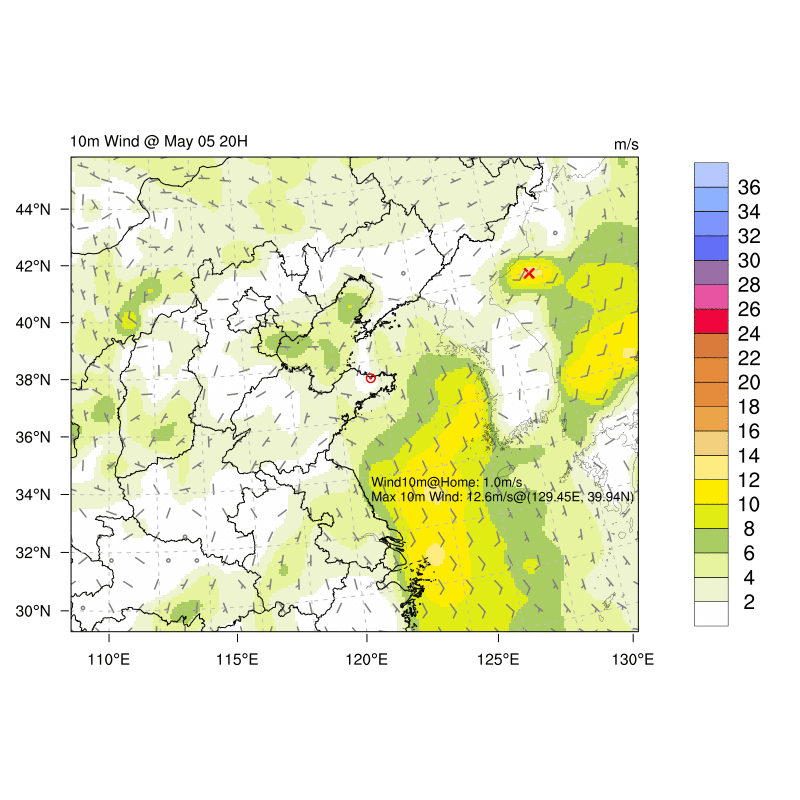 10m Wind @ May 05 20H
m/s
44°N
42°N
40°N
38°N
36°N
34°N
32°N
30°N
110°E
115°E
120°E
125°E
130°E
Wind10m@Home: 1.0m/s
Max 10m Wind: 12.6m/s@(129.45E, 39.94N)
36
34
32
30
28
26
24
22
20
18
16
14
12
10
8
6
4
2